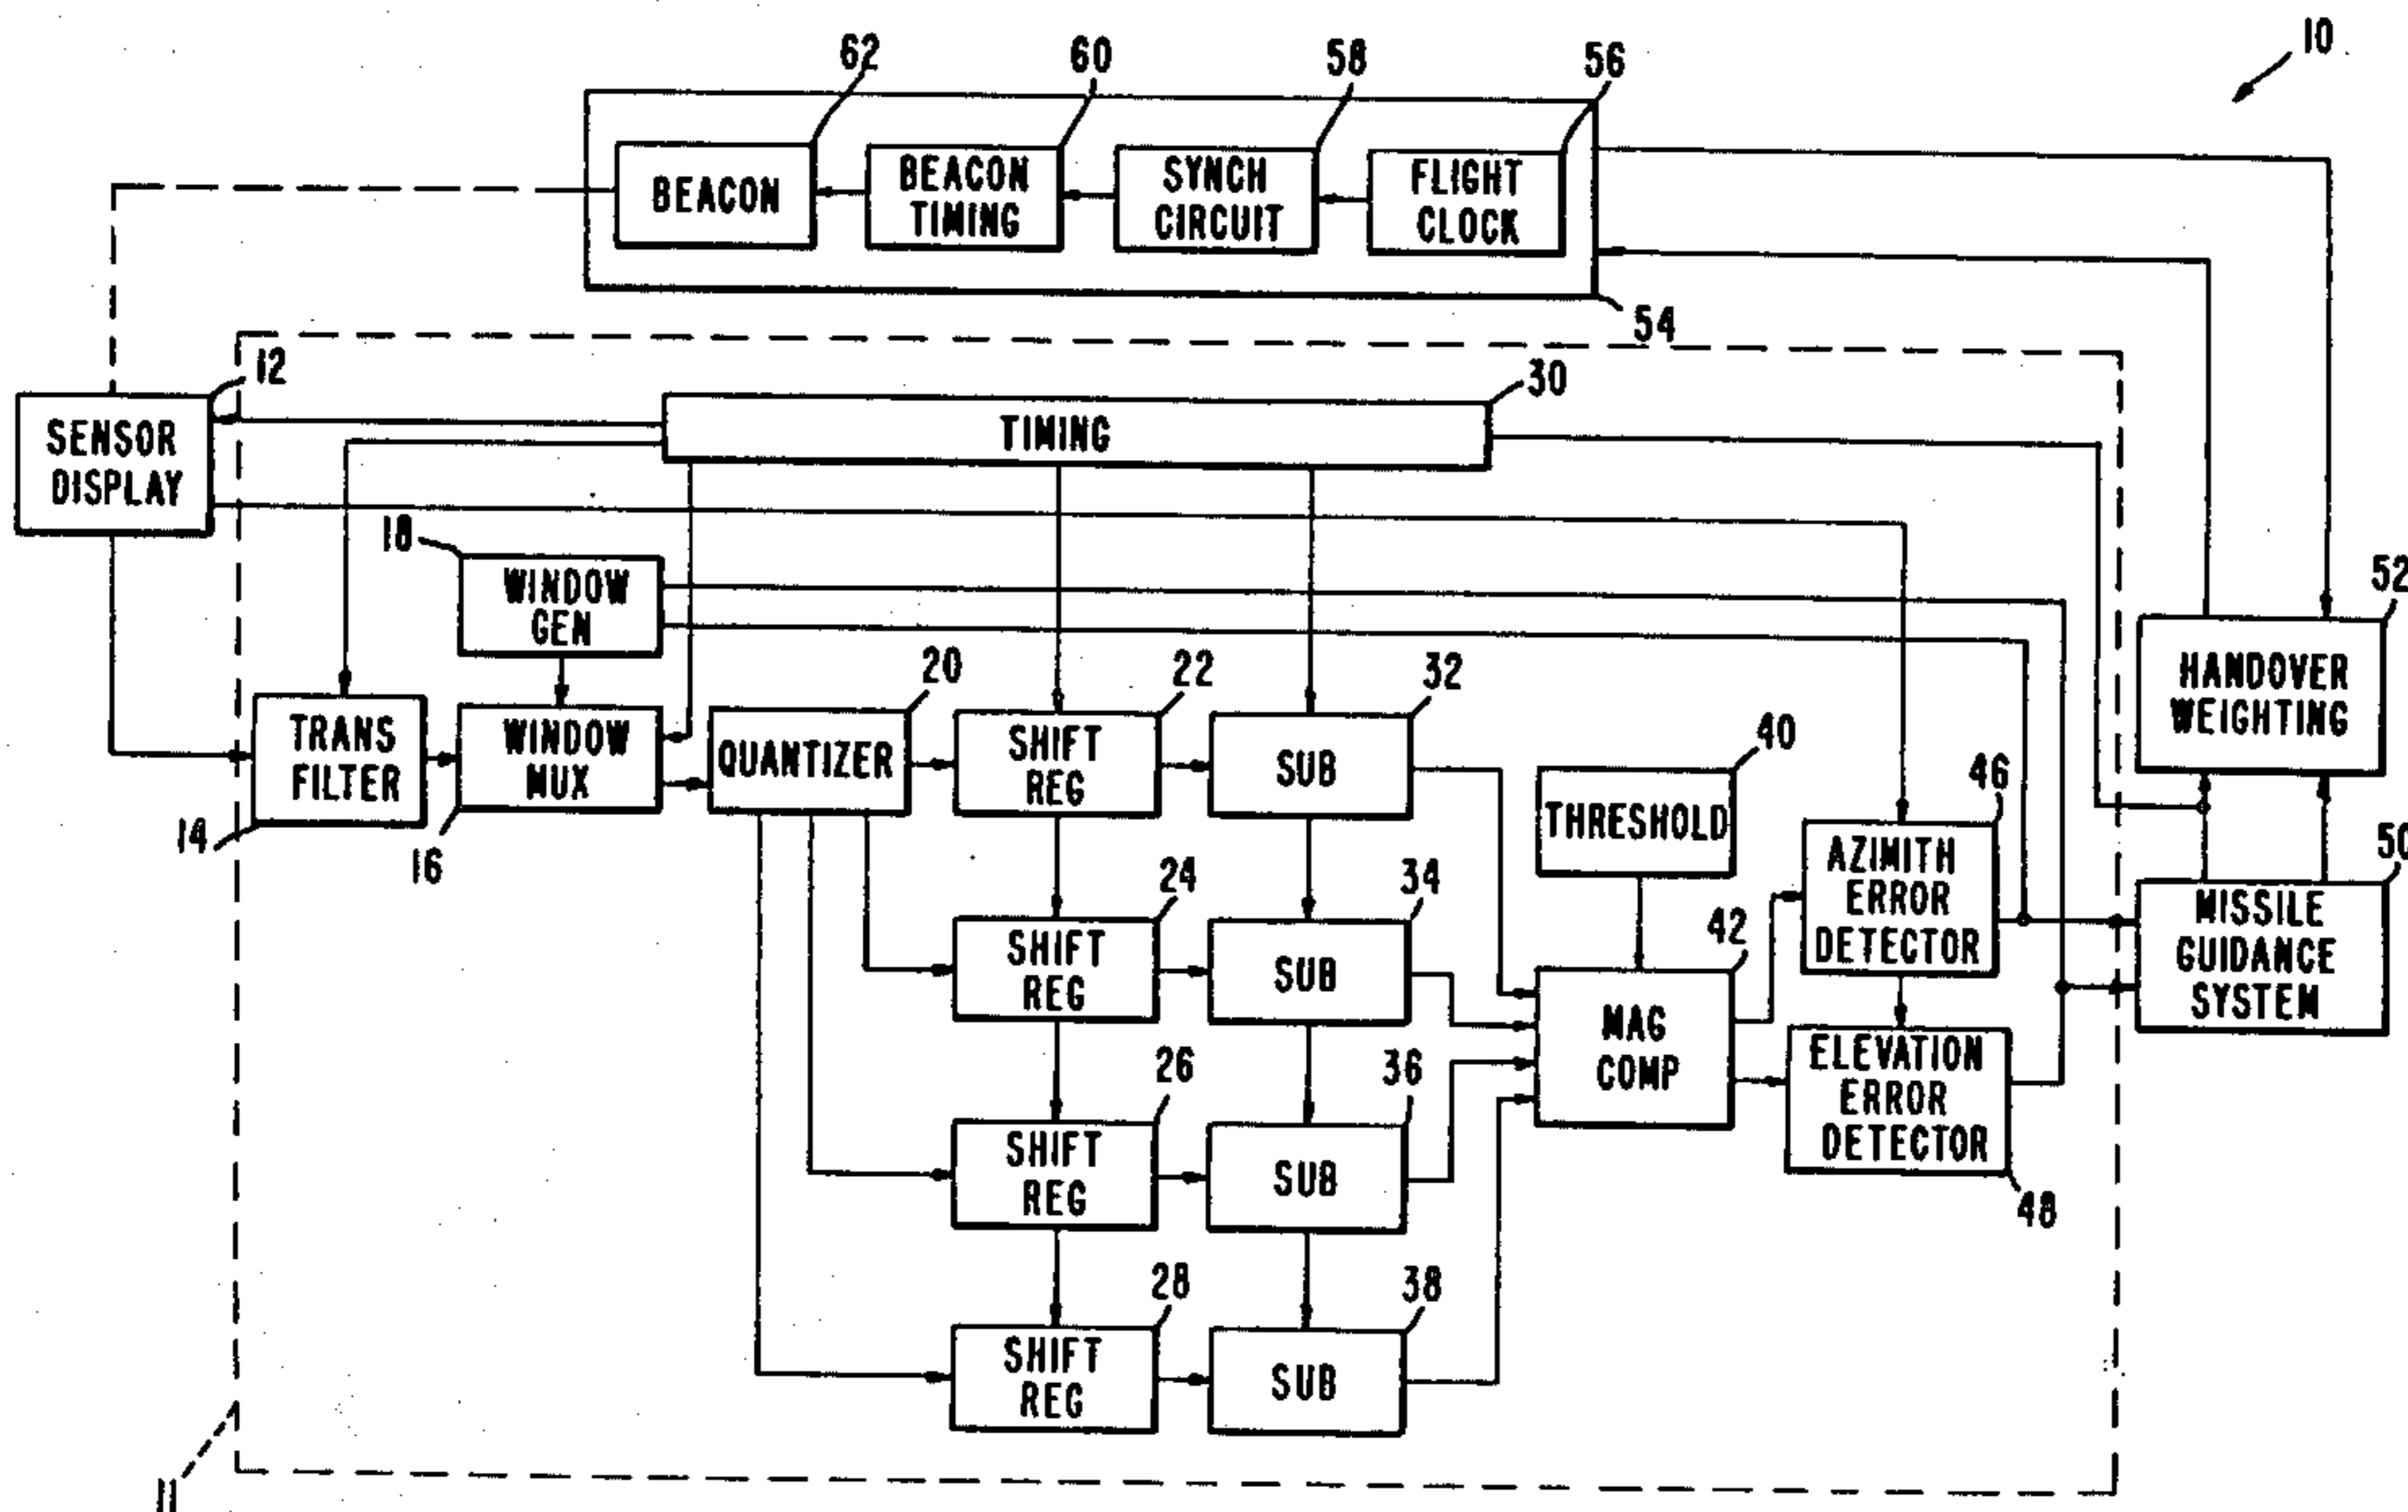 10
62
60
58
56
BEACON
BEACON
TIMING
SYNCH
CIRCUIT
FLIGHT
CLOCK
54
12
30
SENSOR
DISPLAY
TIMING
18
WINDOW
GEN
52
HANDOVER
WEIGHTING
20
22
32
TRANS
FILTER
14
WINDOW
MUX
16
QUANTIZER
SHIFT
REG
SUB
40
THRESHOLD
46
AZIMITH
ERROR
DETECTOR
50
MISSILE
GUIDANCE
SYSTEM
24
34
SHIFT
REG
SUB
42
MAG
COMP
ELEVATION
ERROR
DETECTOR
48
26
36
SHIFT
REG
SUB
28
38
SHIFT
REG
SUB
11